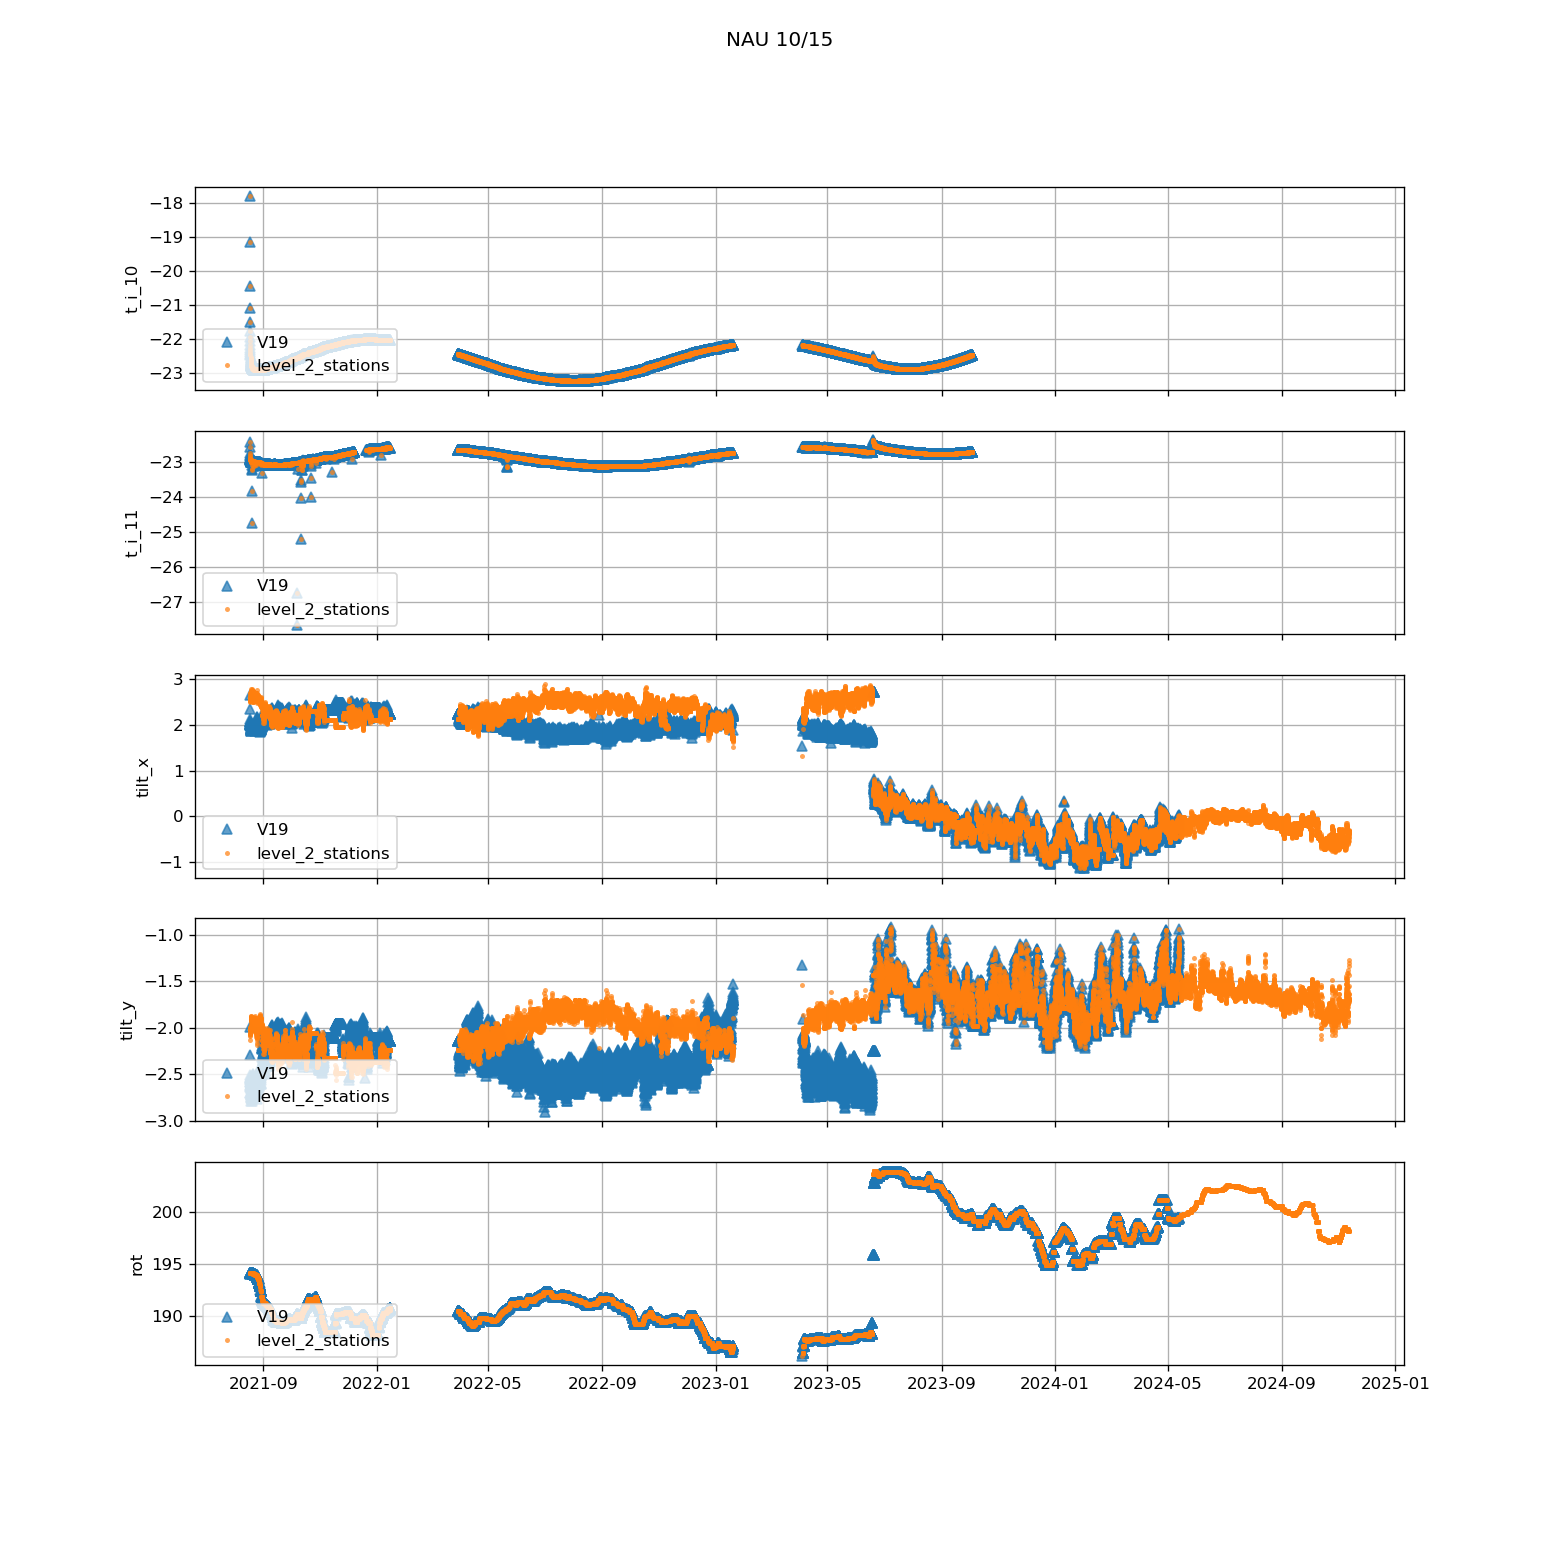 NAU 10/15
−18
−19
−20
−21
−22
−23
t_i_10
V19
level_2_stations
−23
−24
−25
−26
−27
t_i_11
V19
level_2_stations
3
2
1
0
−1
tilt_x
V19
level_2_stations
−1.0
−1.5
−2.0
−2.5
−3.0
tilt_y
V19
level_2_stations
200
195
190
rot
V19
level_2_stations
2021-09 2022-01 2022-05 2022-09 2023-01 2023-05 2023-09 2024-01 2024-05 2024-09 2025-01